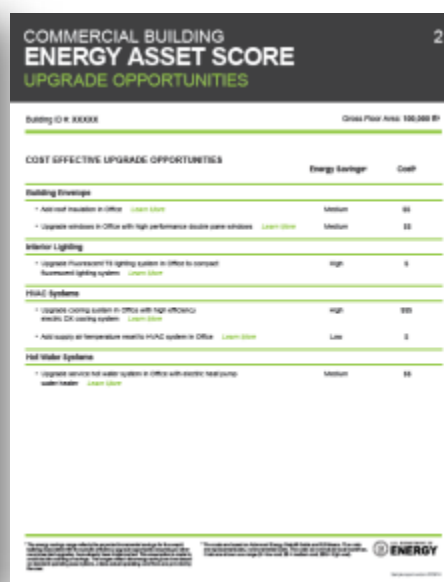 COMMERCIAL BUILDING
2
ENERGY ASSET SCORE
UPGRADE OPPORTUNITIES
Building ID #: XXXXX
Gross Floor Area: 100,000 ft²
COST EFFECTIVE UPGRADE OPPORTUNITIES
Energy Savings¹ Cost²
Building Envelope
• Add roof insulation in Office Learn More Medium $$
• Upgrade windows in Office with high performance double pane windows Learn More Medium $$
Interior Lighting
• Upgrade Fluorescent T8 lighting system in Office to compact High $
fluorescent lighting system Learn More
HVAC Systems
• Upgrade cooling system in Office with high efficiency High $$$
electric DX cooling system Learn More
• Add supply air temperature reset to HVAC system in Office Learn More Low $
Hot Water Systems
• Upgrade service hot water system in Office with electric heat pump Medium $$
water heater Learn More
U.S. DEPARTMENT OF
ENERGY